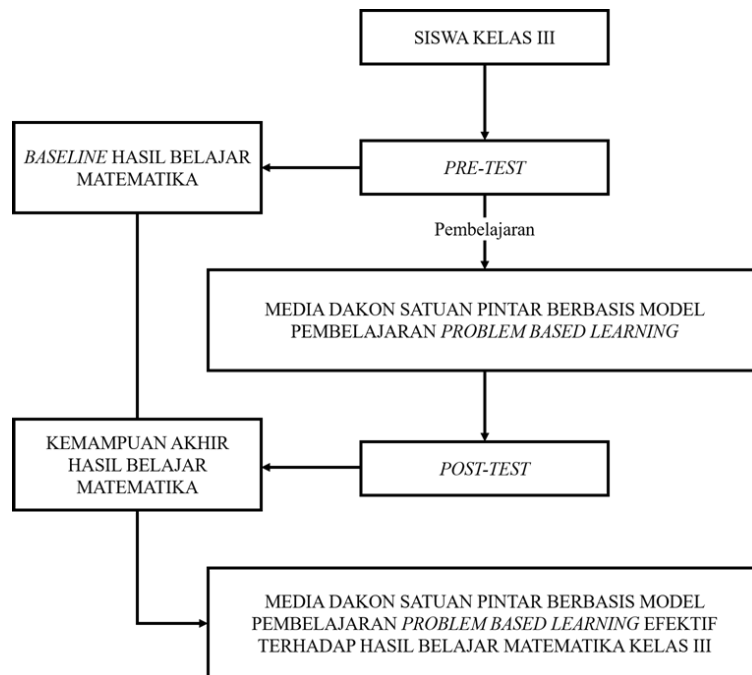 SISWA KELAS III
BASELINE HASIL BELAJAR
MATEMATIKA
PRE-TEST
Pembelajaran
MEDIA DAKON SATUAN PINTAR BERBASIS MODEL
PEMBELAJARAN PROBLEM BASED LEARNING
KEMAMPUAN AKHIR
HASIL BELAJAR
MATEMATIKA
POST-TEST
MEDIA DAKON SATUAN PINTAR BERBASIS MODEL
PEMBELAJARAN PROBLEM BASED LEARNING EFEKTIF
TERHADAP HASIL BELAJAR MATEMATIKA KELAS III